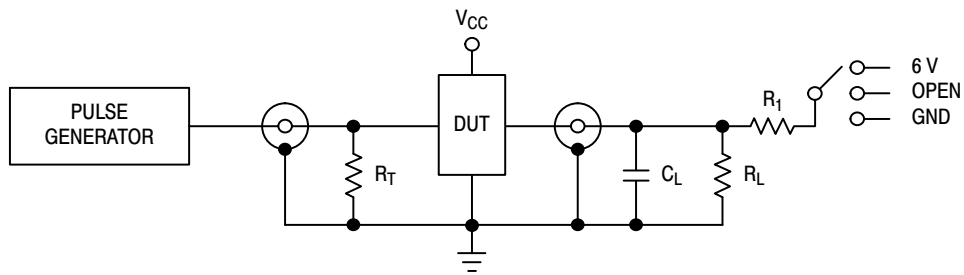 V_CC
PULSE
GENERATOR
DUT
R_T
C_L
R_L
R_1
6 V
OPEN
GND